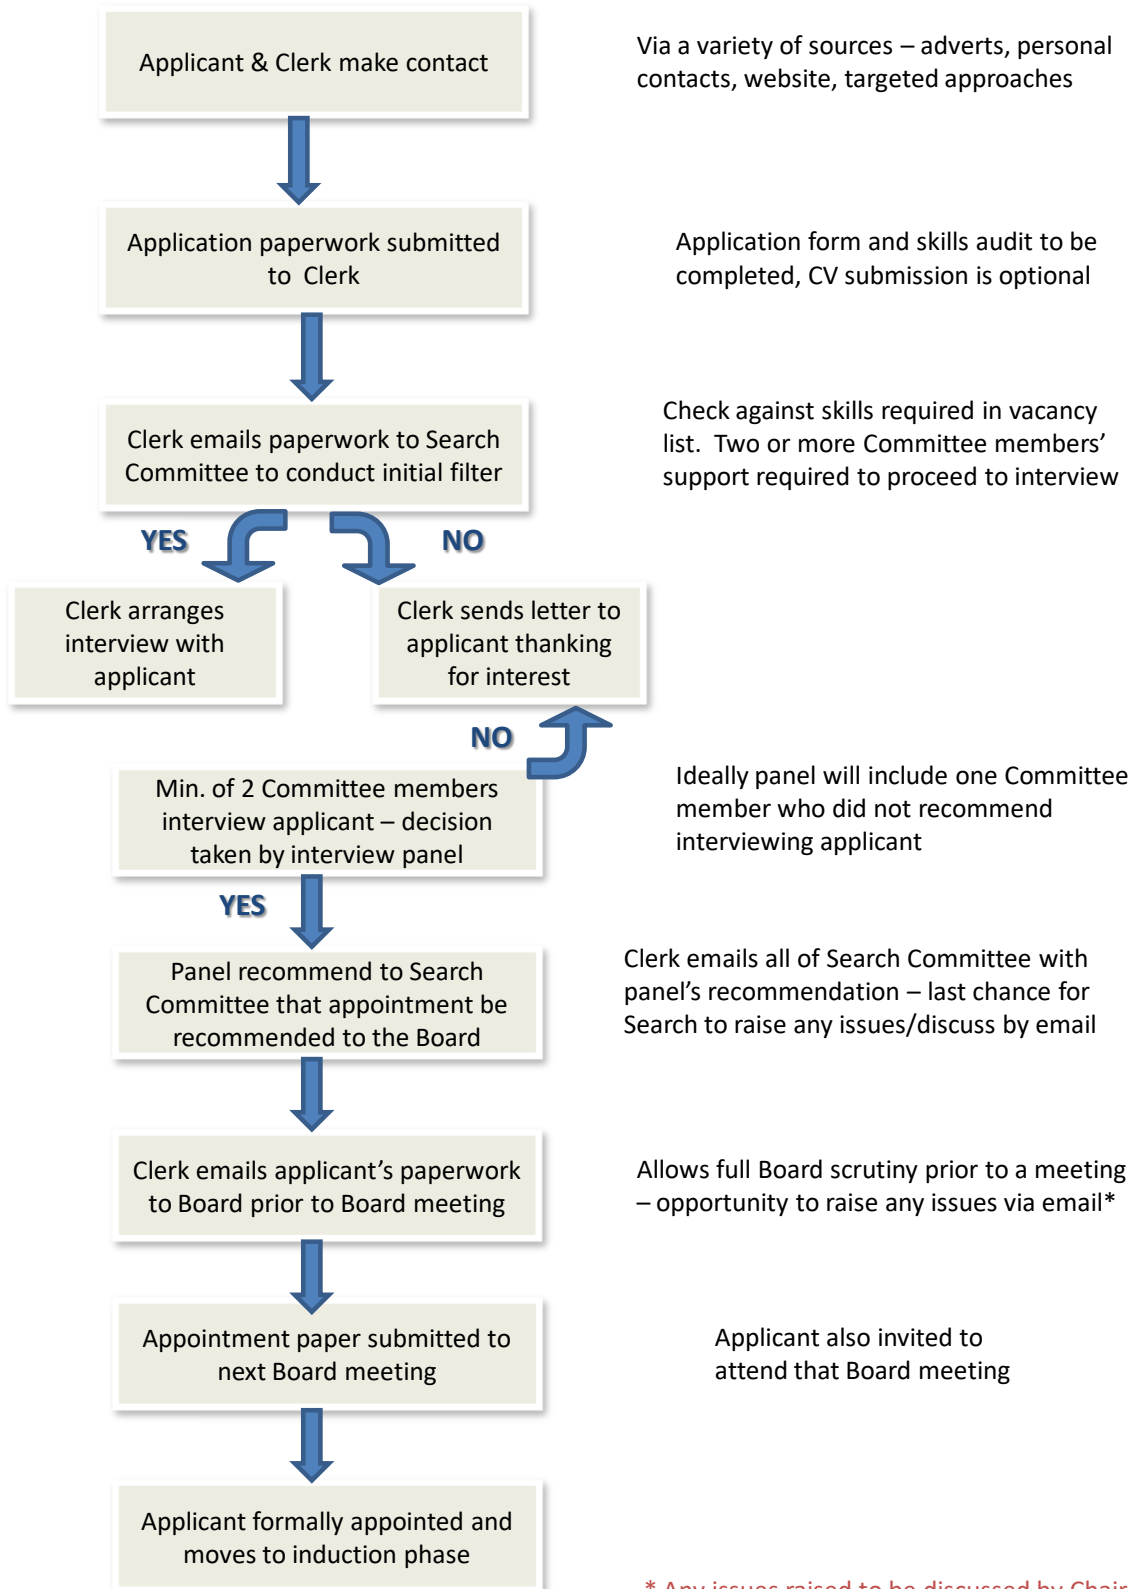 Applicant & Clerk make contact
Via a variety of sources – adverts, personal
contacts, website, targeted approaches
Application paperwork submitted
to Clerk
Application form and skills audit to be
completed, CV submission is optional
Clerk emails paperwork to Search
Committee to conduct initial filter
Check against skills required in vacancy
list. Two or more Committee members’
support required to proceed to interview
YES
NO
Clerk arranges
interview with
applicant
Clerk sends letter to
applicant thanking
for interest
NO
Min. of 2 Committee members
interview applicant – decision
taken by interview panel
Ideally panel will include one Committee
member who did not recommend
interviewing applicant
YES
Panel recommend to Search
Committee that appointment be
recommended to the Board
Clerk emails all of Search Committee with
panel’s recommendation – last chance for
Search to raise any issues/discuss by email
Clerk emails applicant’s paperwork
to Board prior to Board meeting
Allows full Board scrutiny prior to a meeting
– opportunity to raise any issues via email*
Appointment paper submitted to
next Board meeting
Applicant also invited to
attend that Board meeting
Applicant formally appointed and
moves to induction phase
* Any issues raised to be discussed by Chair